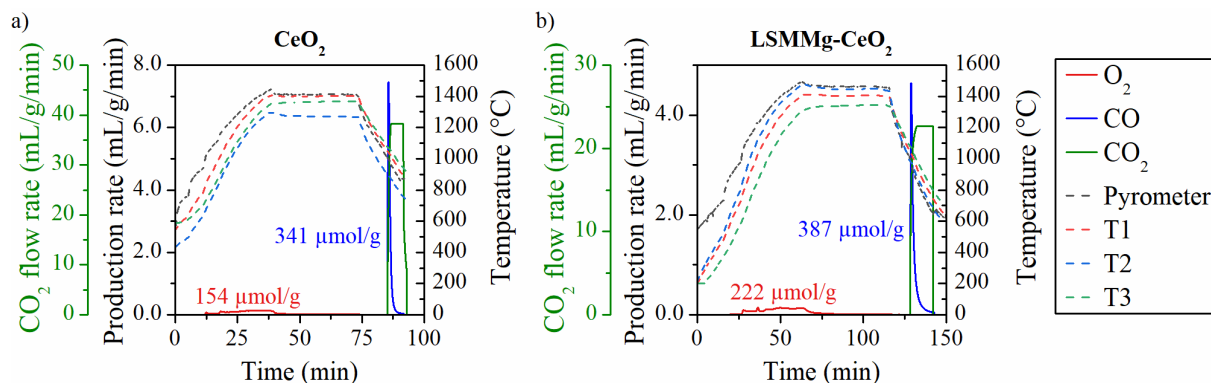 a)
CeO₂
CO₂ flow rate (mL/g/min)
50
40
30
20
10
0
Production rate (mL/g/min)
8.0
6.0
4.0
2.0
0.0
341 µmol/g
154 µmol/g
1600
1400
1200
1000
800
600
400
200
0
Temperature (°C)
0 25 50 75 100
Time (min)
b)
LSMMg-CeO₂
CO₂ flow rate (mL/g/min)
30
20
10
0
Production rate (mL/g/min)
4.0
2.0
0.0
387 µmol/g
222 µmol/g
1600
1400
1200
1000
800
600
400
200
0
Temperature (°C)
0 50 100 150
Time (min)
O₂
CO
CO₂
Pyrometer
T1
T2
T3